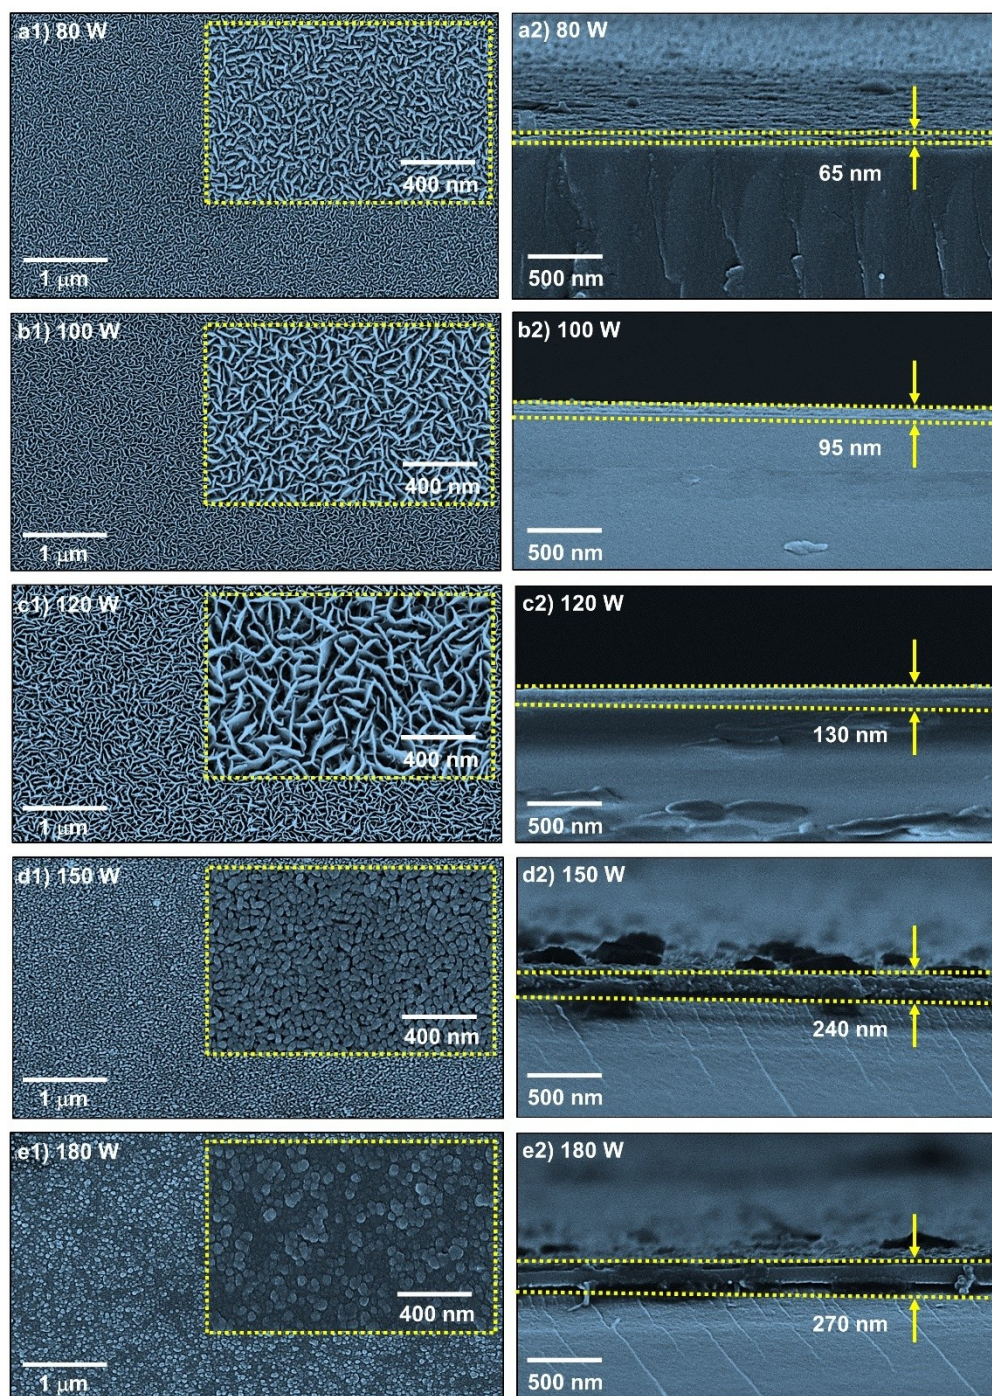 a1) 80 W
400 nm
1 μm
a2) 80 W
65 nm
500 nm
b1) 100 W
400 nm
1 μm
b2) 100 W
95 nm
500 nm
c1) 120 W
400 nm
1 μm
c2) 120 W
130 nm
500 nm
d1) 150 W
400 nm
1 μm
d2) 150 W
240 nm
500 nm
e1) 180 W
400 nm
1 μm
e2) 180 W
270 nm
500 nm